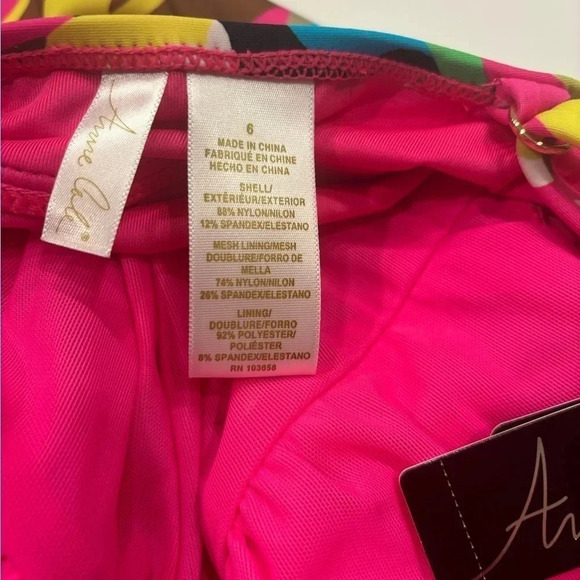 Anne Cole®
6
MADE IN CHINA
FABRIQUÉ EN CHINE
HECHO EN CHINA
SHELL/
EXTÉRIEUR/EXTERIOR
88% NYLON/NILON
12% SPANDEX/ELESTANO
MESH LINING/MESH
DOUBLURE/FORRO DE
MELLA
74% NYLON/NILON
26% SPANDEX/ELESTANO
LINING/
DOUBLURE/FORRO
92% POLYESTER/
POLIÉSTER
8% SPANDEX/ELESTANO
RN 103658